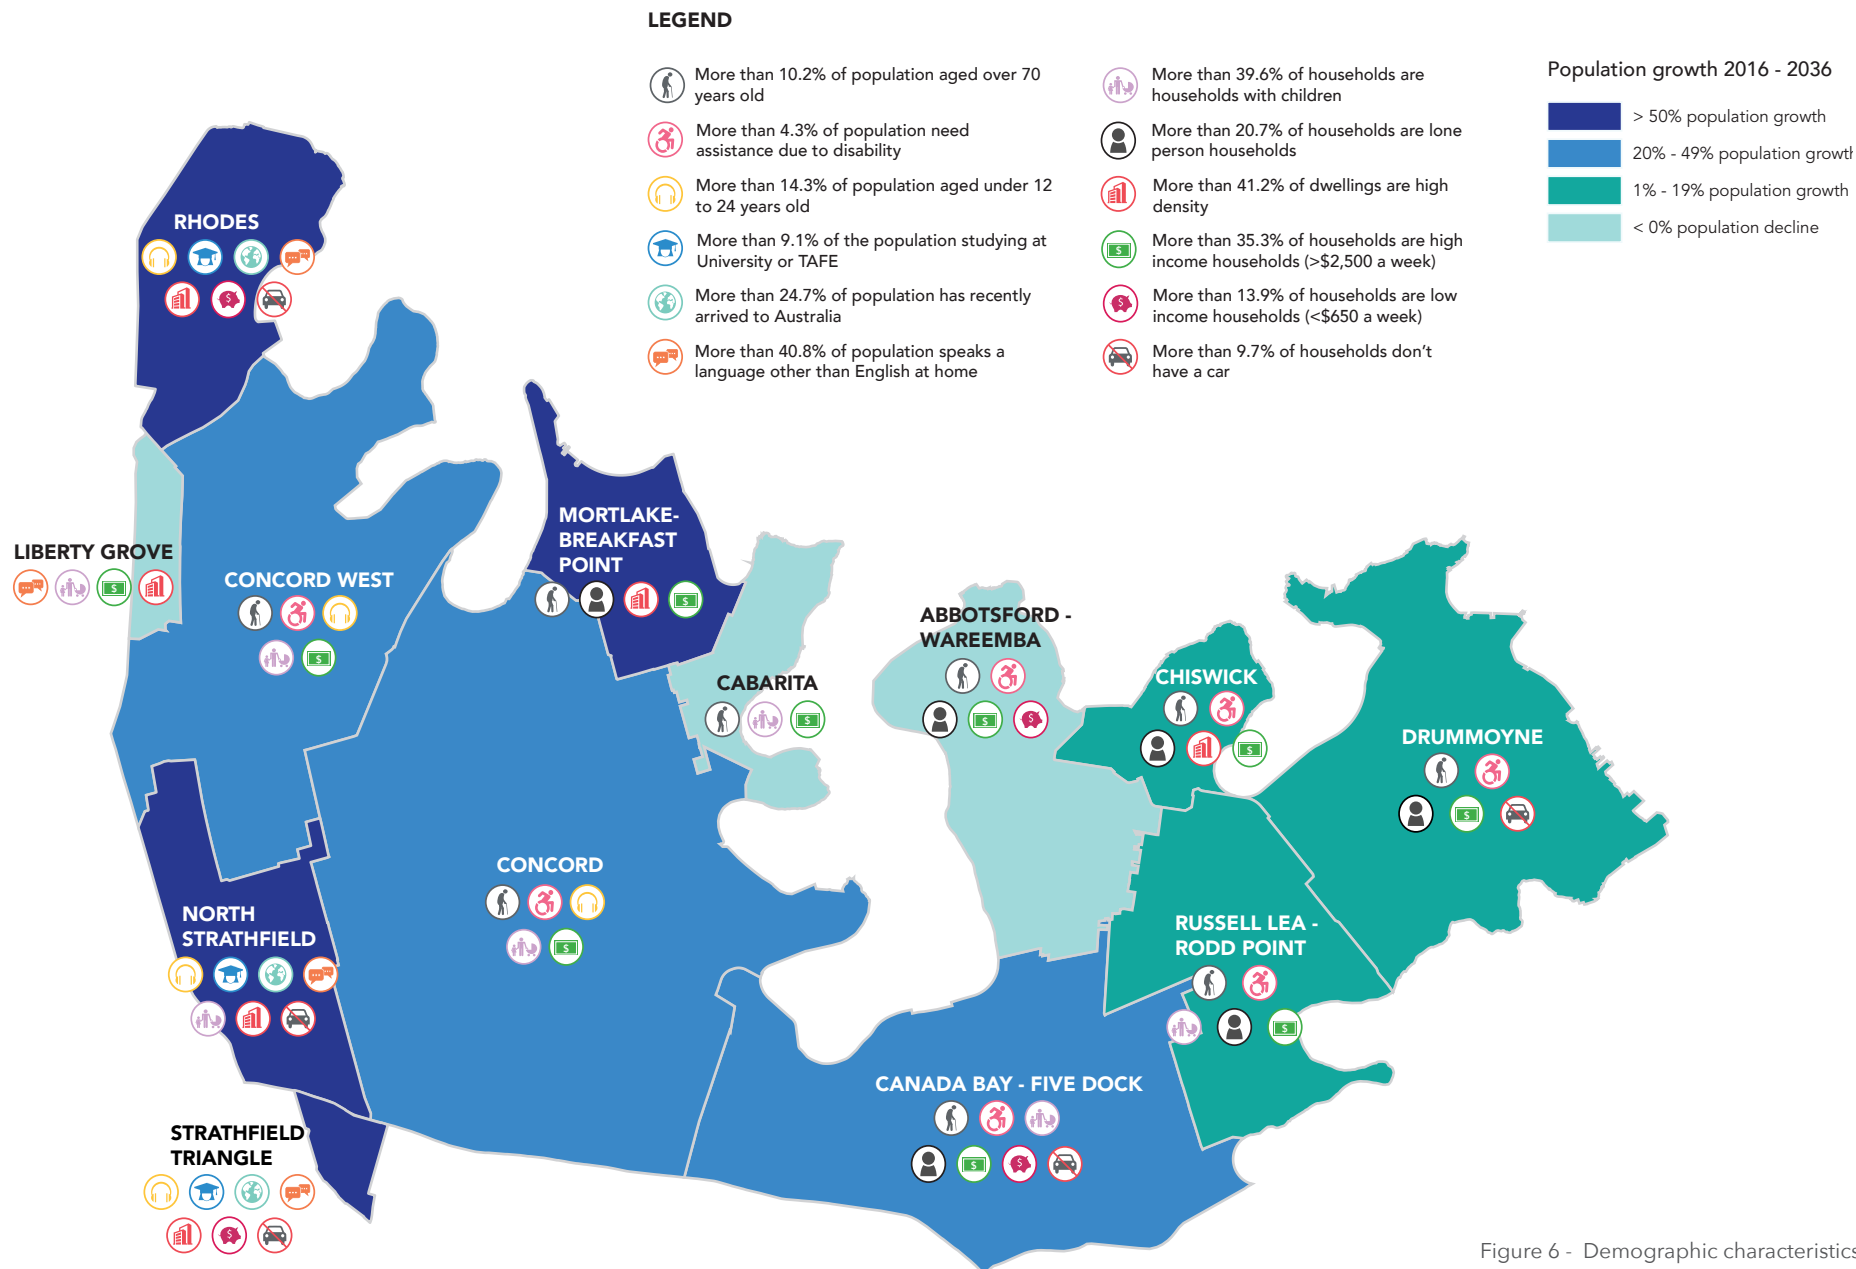 LEGEND
More than 10.2% of population aged over 70
years old
More than 4.3% of population need
assistance due to disability
More than 14.3% of population aged under 12
to 24 years old
More than 9.1% of the population studying at
University or TAFE
More than 24.7% of population has recently
arrived to Australia
More than 40.8% of population speaks a
language other than English at home
More than 39.6% of households are
households with children
More than 20.7% of households are lone
person households
More than 41.2% of dwellings are high
density
More than 35.3% of households are high
income households (>$2,500 a week)
More than 13.9% of households are low
income households (<$650 a week)
More than 9.7% of households don't
have a car
Population growth 2016 - 2036
> 50% population growth
20% - 49% population growth
1% - 19% population growth
< 0% population decline
RHODES
LIBERTY GROVE
CONCORD WEST
MORTLAKE-
BREAKFAST
POINT
CABARITA
ABBOTSFORD -
WAREEMBA
CHISWICK
DRUMMOYNE
CONCORD
NORTH
STRATHFIELD
RUSSELL LEA -
RODD POINT
CANADA BAY - FIVE DOCK
STRATHFIELD
TRIANGLE
Figure 6 - Demographic characteristics